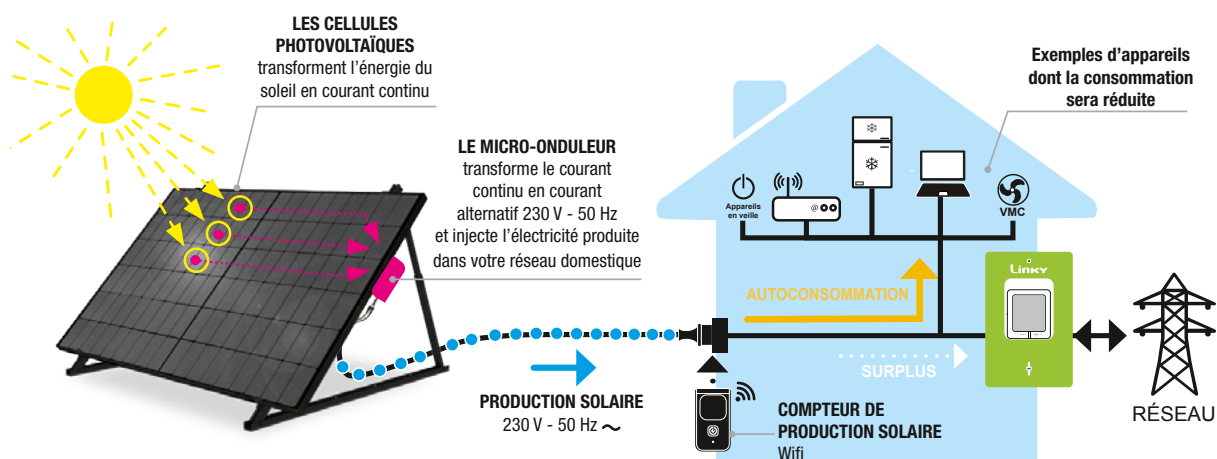 LES CELLULES
PHOTOVOLTAÏQUES
transforment l'énergie du
soleil en courant continu
LE MICRO-ONDULEUR
transforme le courant
continu en courant
alternatif 230 V - 50 Hz
et injecte l'électricité produite
dans votre réseau domestique
Exemples d'appareils
dont la consommation
sera réduite
Appareils
en veille
@
VMC
LINKY
AUTOCONSOMMATION
SURPLUS
PRODUCTION SOLAIRE
230 V - 50 Hz ~
COMPTEUR DE
PRODUCTION SOLAIRE
Wifi
RÉSEAU